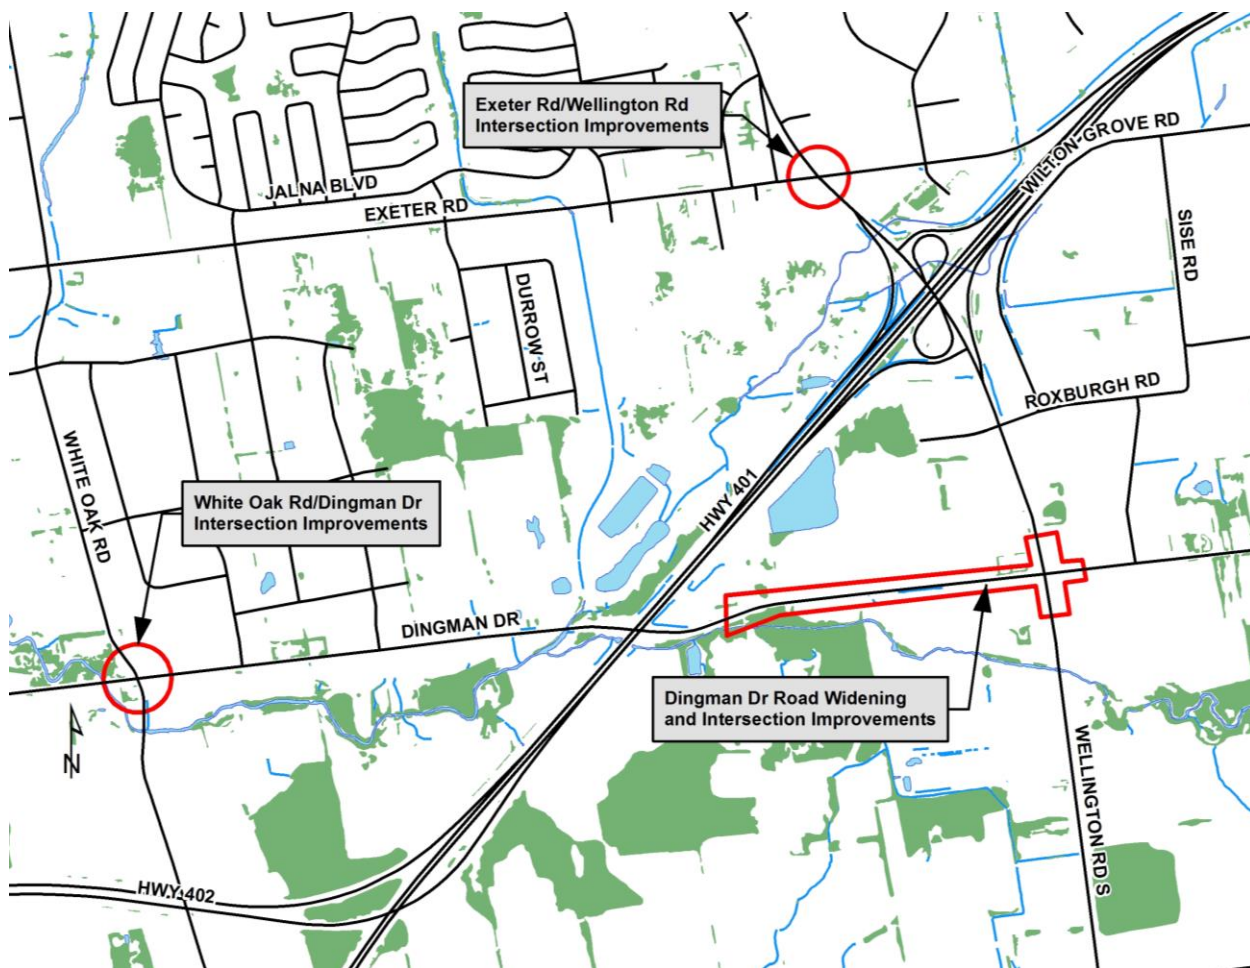 Exeter Rd/Wellington Rd
Intersection Improvements
WILTON GROVE RD
JALNA BLVD
EXETER RD
SISE RD
DURROW ST
ROXBURGH RD
WHITE OAK RD
White Oak Rd/Dingman Dr
Intersection Improvements
HWY 401
DINGMAN DR
Dingman Dr Road Widening
and Intersection Improvements
N
WELLINGTON RD S
HWY 402